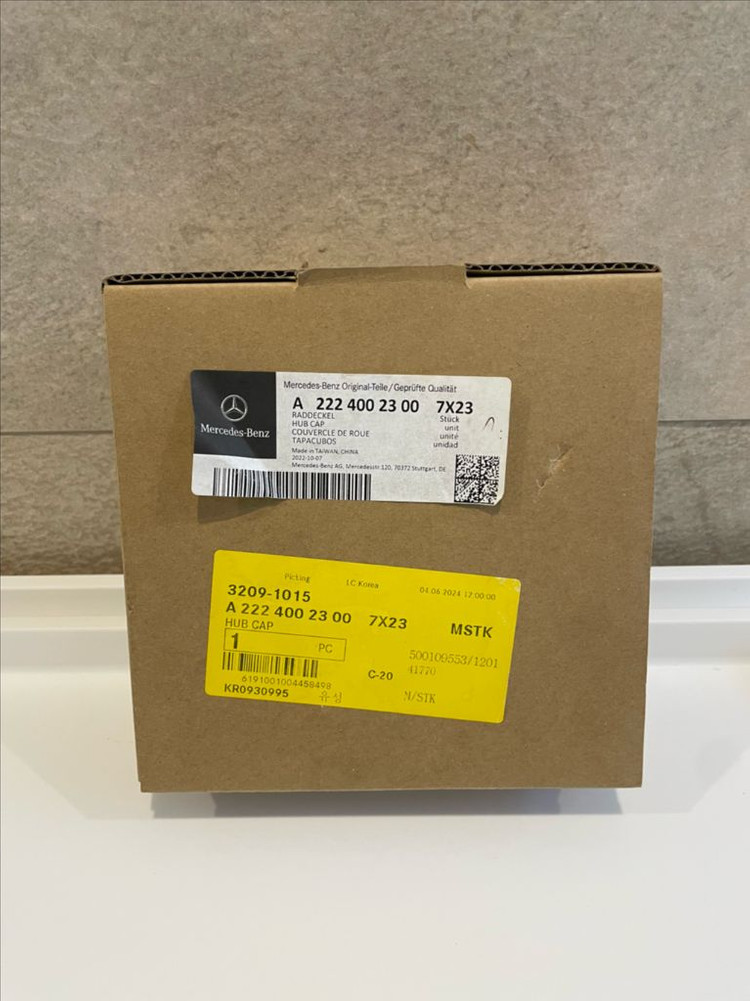 Mercedes-Benz
Mercedes-Benz Original-Teile/Geprüfte Qualität
A 222 400 23 00 7X23
RADDECKEL
HUB CAP
COUVERCLE DE ROUE
TAPACUBOS
Stück
unit
unité
unidad
Made in TAIWAN, CHINA
2022-10-07
Mercedes-Benz AG, Mercedesstr. 120, 70372 Stuttgart, DE
Picting LC Korea 04.06.2024 12:00:00
3209-1015
A 222 400 23 00 7X23
HUB CAP
MSTK
1 PC
500109553/1201
41770
C-20
6191001004458498
KR0930995
유성
N/STK